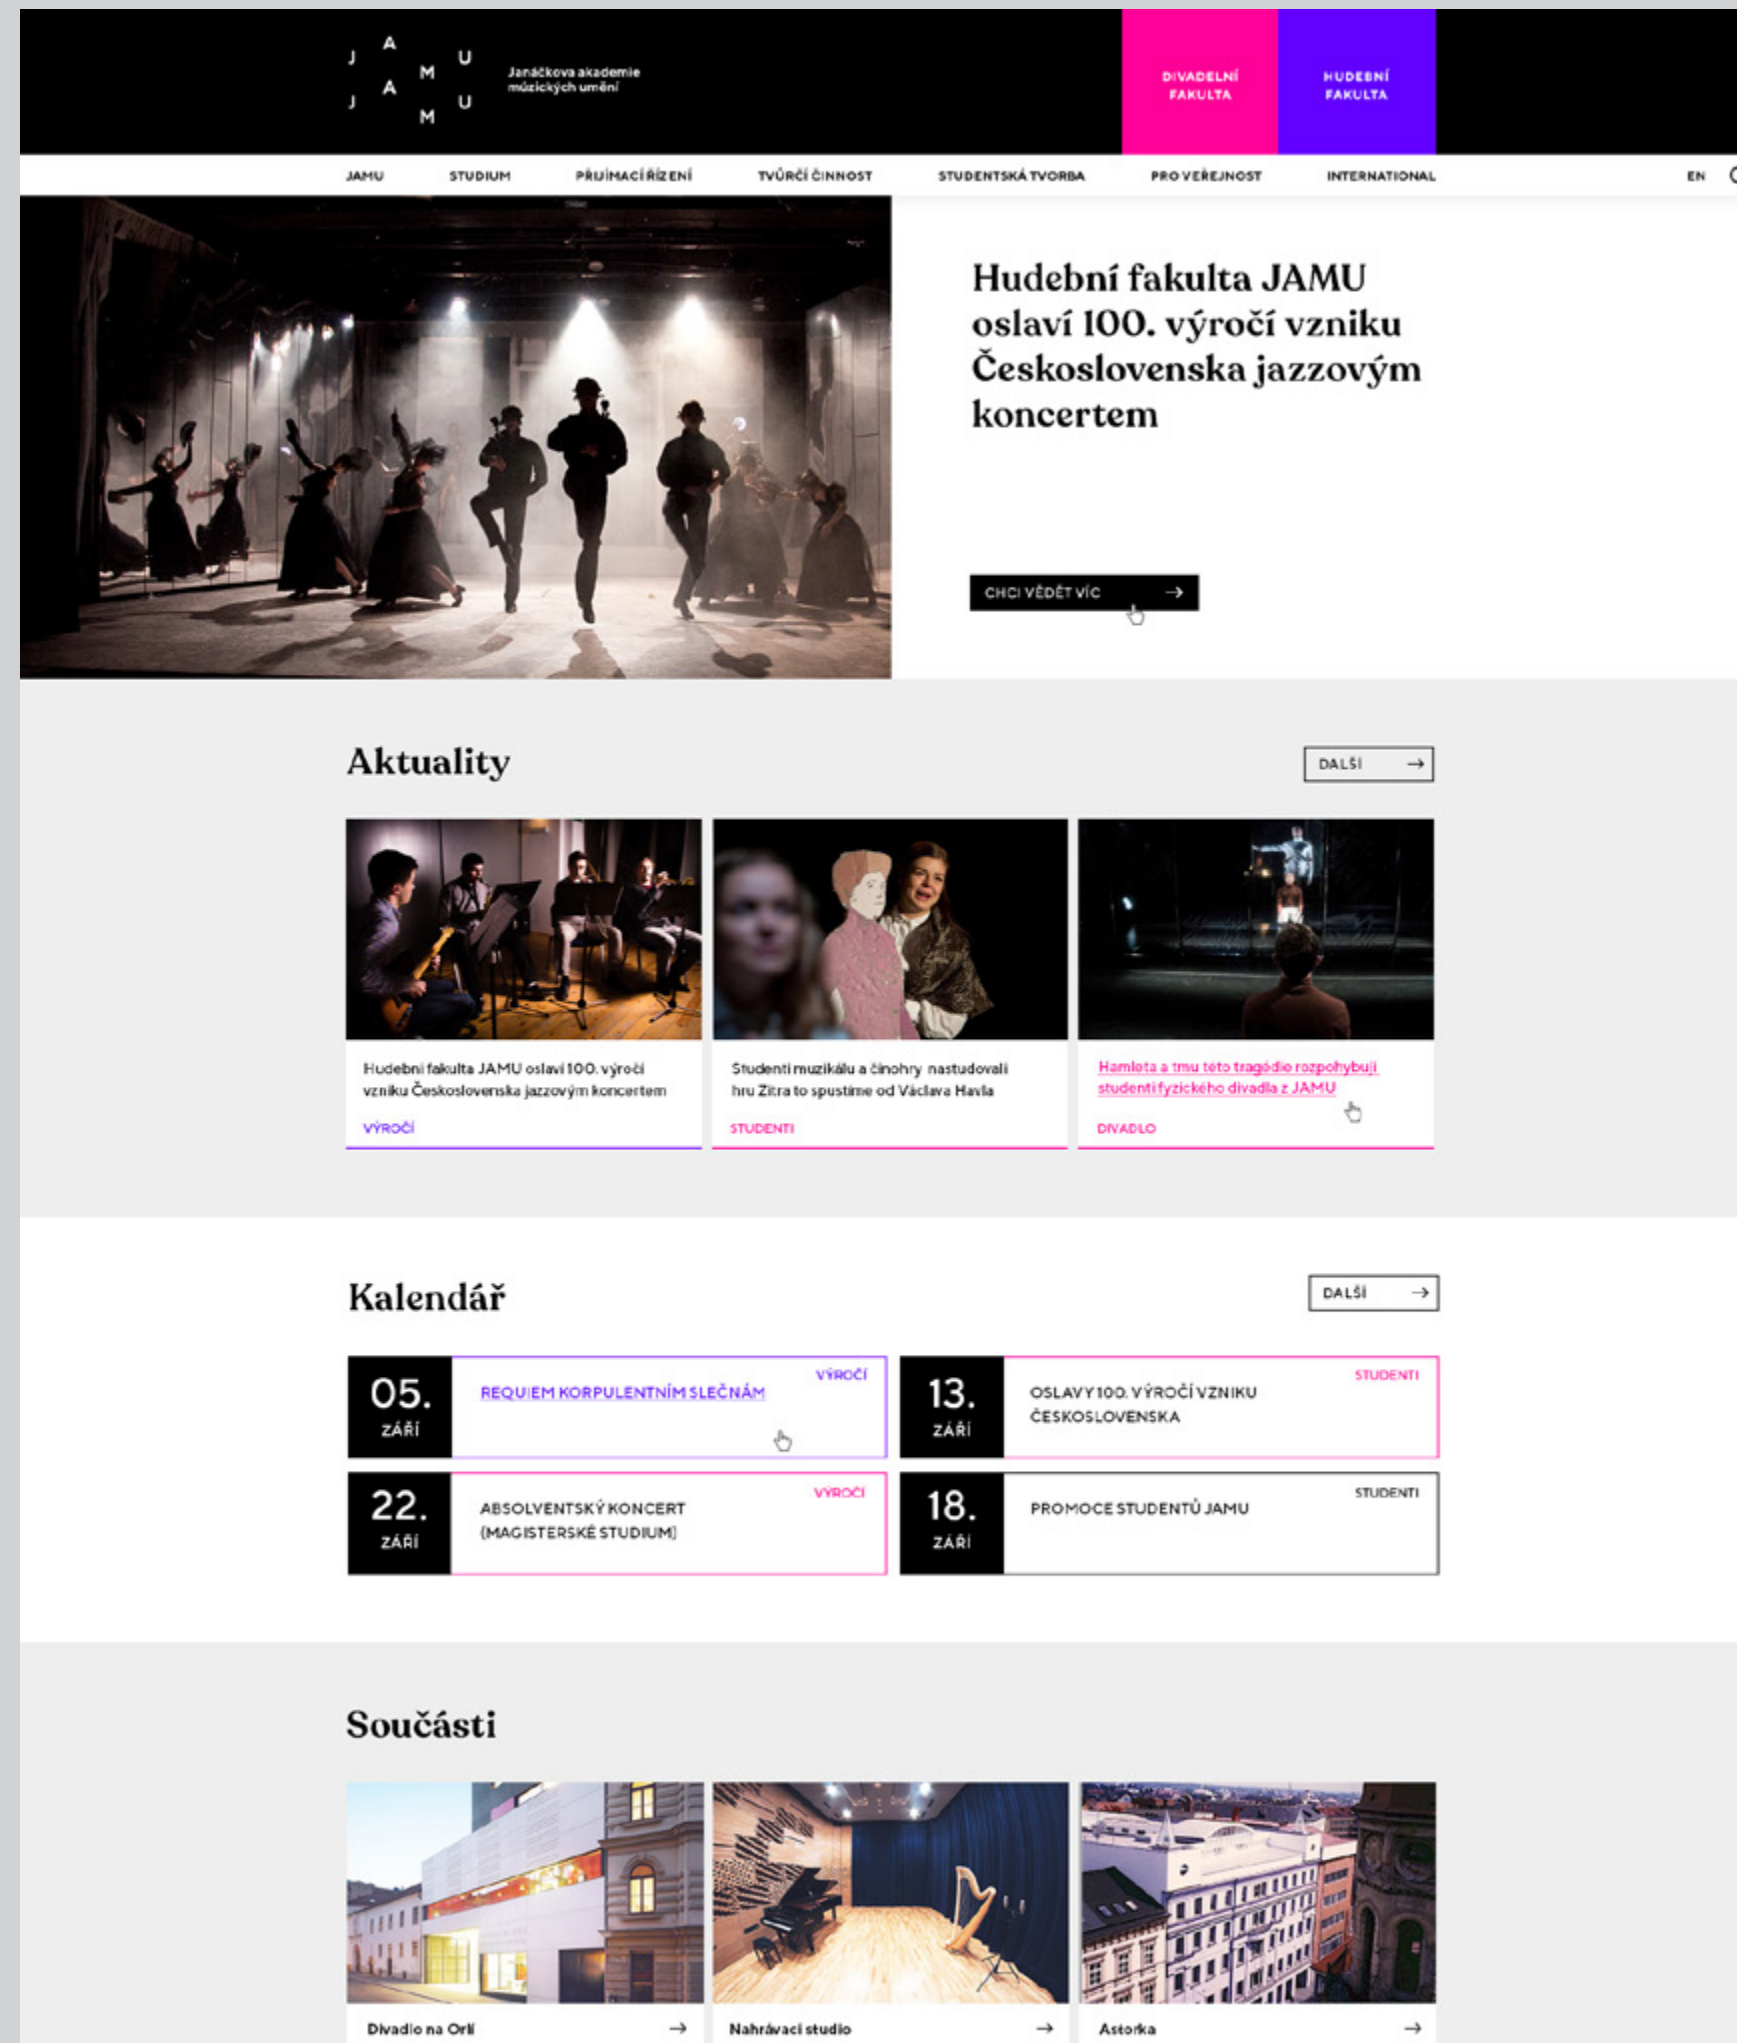 J A M U
J A M U
Janáčkova akademie
múzických umění
DIVADELNÍ
FAKULTA
HUDEBNÍ
FAKULTA
JAMU STUDIUM PŘIJÍMACÍ ŘÍZENÍ TVŮRČÍ ČINNOST STUDENTSKÁ TVORBA PRO VEŘEJNOST INTERNATIONAL EN
Hudební fakulta JAMU
oslaví 100. výročí vzniku
Československa jazzovým
koncertem
CHCI VĚDĚT VÍC →
Aktuality
DALŠÍ →
Hudební fakulta JAMU oslaví 100. výročí
vzniku Československa jazzovým koncertem
VÝROČÍ
Studenti muzikálu a činohry nastudovali
hru Zítra to spustíme od Václava Havla
STUDENTI
Hamleta a tmu této tragédie rozpohybují
studenti fyzického divadla z JAMU
DIVADLO
Kalendář
DALŠÍ →
05.
ZÁŘÍ
VÝROČÍ
REQUIEM KORPULENTNÍM SLEČNÁM
13.
ZÁŘÍ
STUDENTI
OSLAVY 100. VÝROČÍ VZNIKU
ČESKOSLOVENSKA
22.
ZÁŘÍ
VÝROČÍ
ABSOLVENTSKÝ KONCERT
(MAGISTERSKÉ STUDIUM)
18.
ZÁŘÍ
STUDENTI
PROMOCE STUDENTŮ JAMU
Součásti
Divadlo na Orlí →
Nahrávací studio →
Astorka →